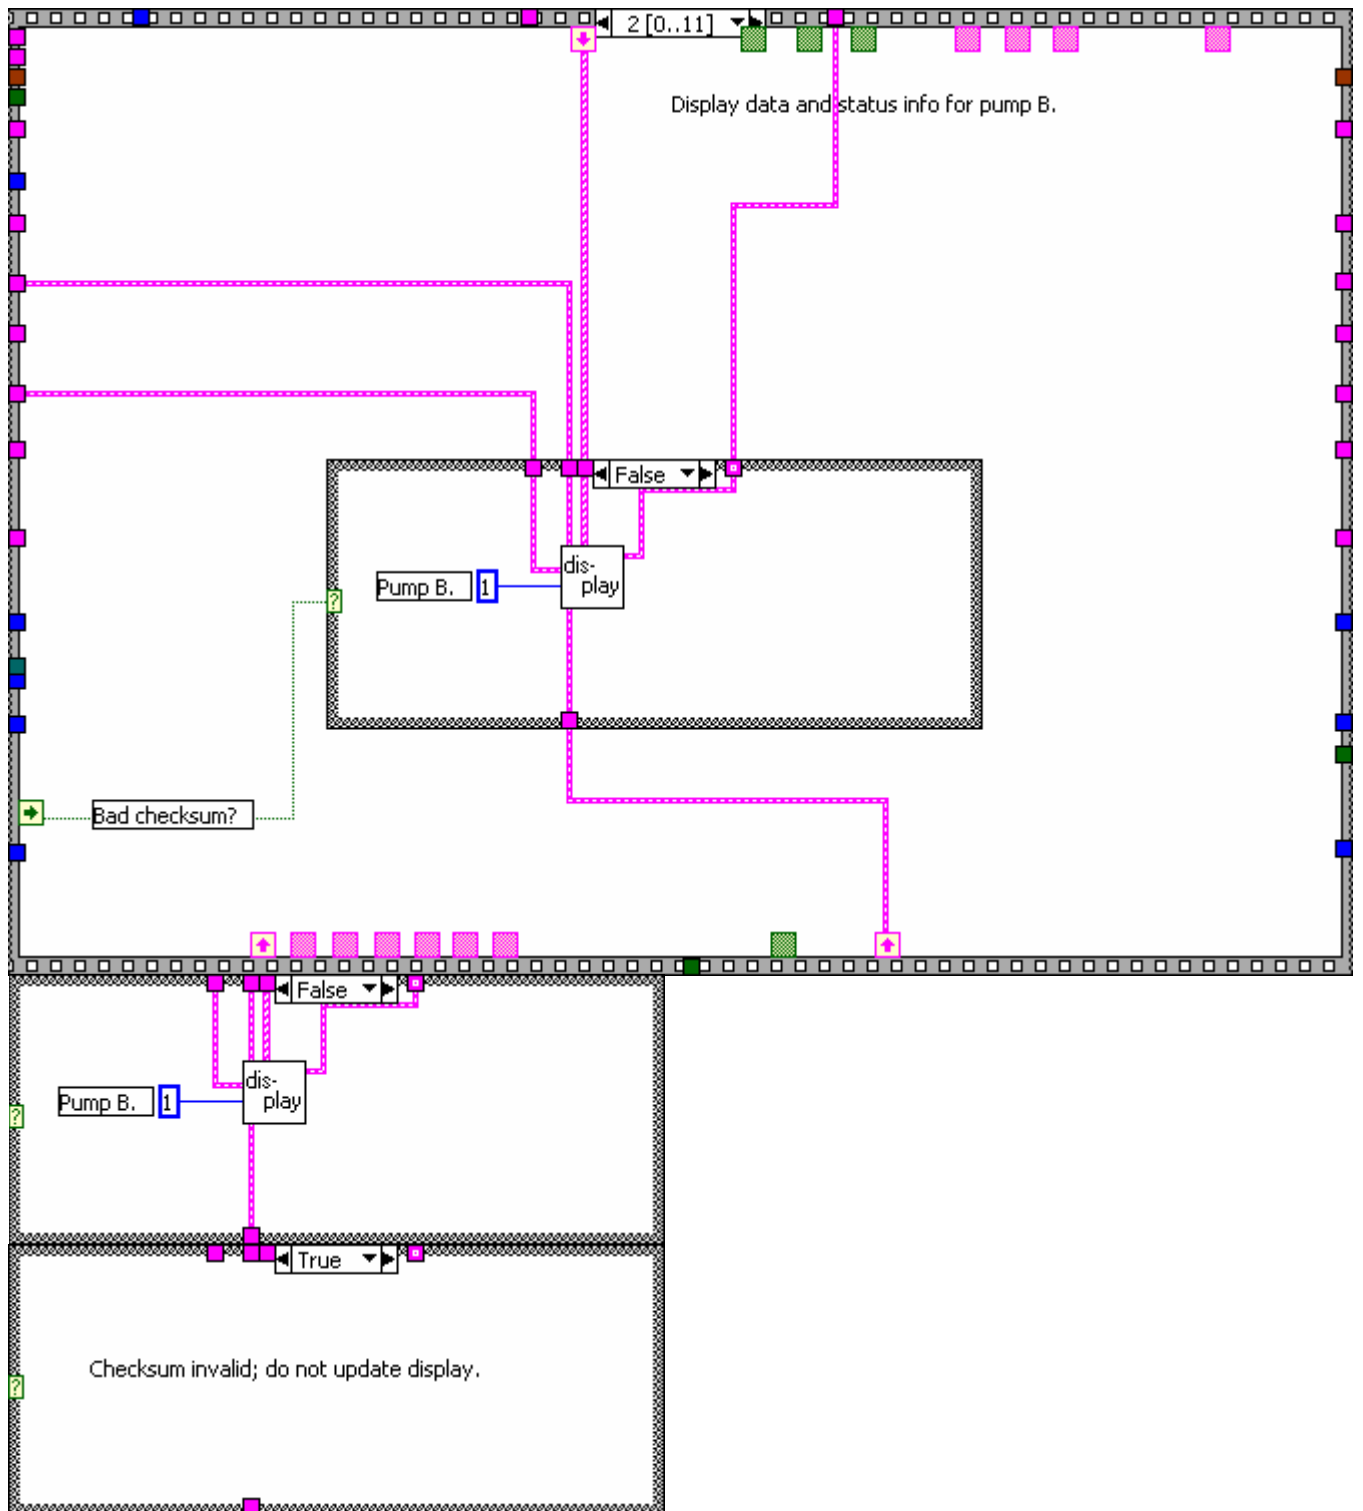 2 [0..11]
Display data and status info for pump B.
False
dis-
play
Pump B.
1
?
Bad checksum?
False
dis-
play
Pump B.
1
?
True
Checksum invalid; do not update display.
?